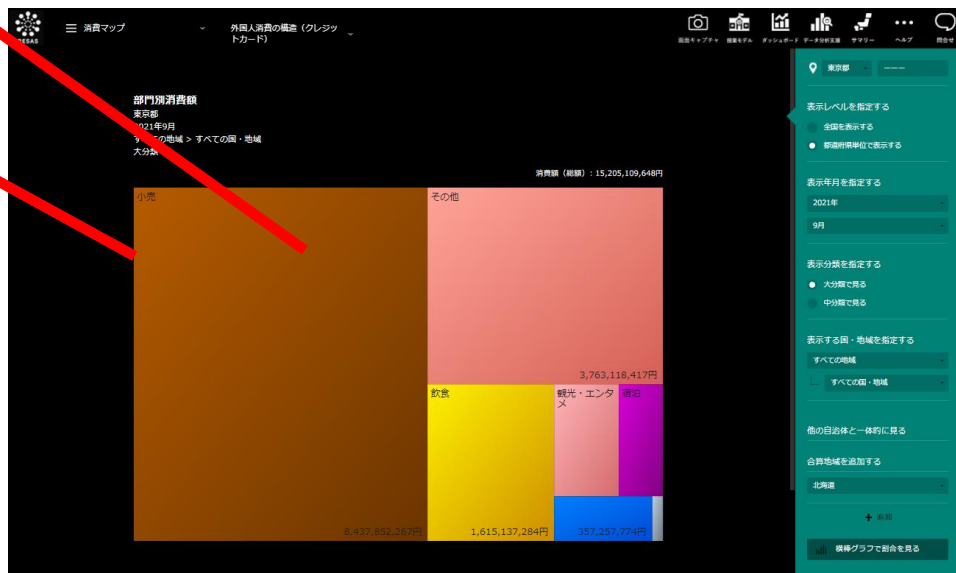 RESAS
消費マップ
外国人消費の構造（クレジッ
トカード）
画面キャプチャ
授業モデル
ダッシュボード
データ分析支援
サマリー
ヘルプ
問合せ
部門別消費額
東京都
2021年9月
すべての地域 > すべての国・地域
大分類
消費額（総額）：15,205,109,648円
小売
8,437,852,267円
その他
3,763,118,417円
飲食
1,615,137,284円
観光・エンタ
メ
宿泊
357,257,774円
東京都
---
表示レベルを指定する
全国を表示する
都道府県単位で表示する
表示年月を指定する
2021年
9月
表示分類を指定する
大分類で見る
中分類で見る
表示する国・地域を指定する
すべての地域
すべての国・地域
他の自治体と一体的に見る
合算地域を追加する
北海道
+ 追加
横棒グラフで割合を見る